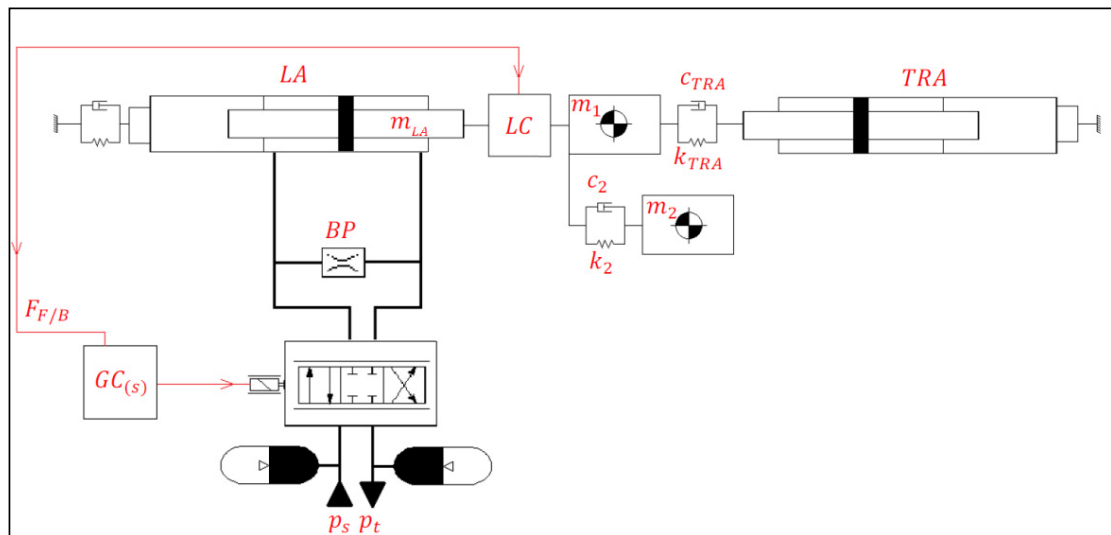 LA
TRA
m_LA
LC
m_1
c_TRA
k_TRA
c_2
m_2
k_2
BP
F_F/B
GC_(s)
p_s p_t